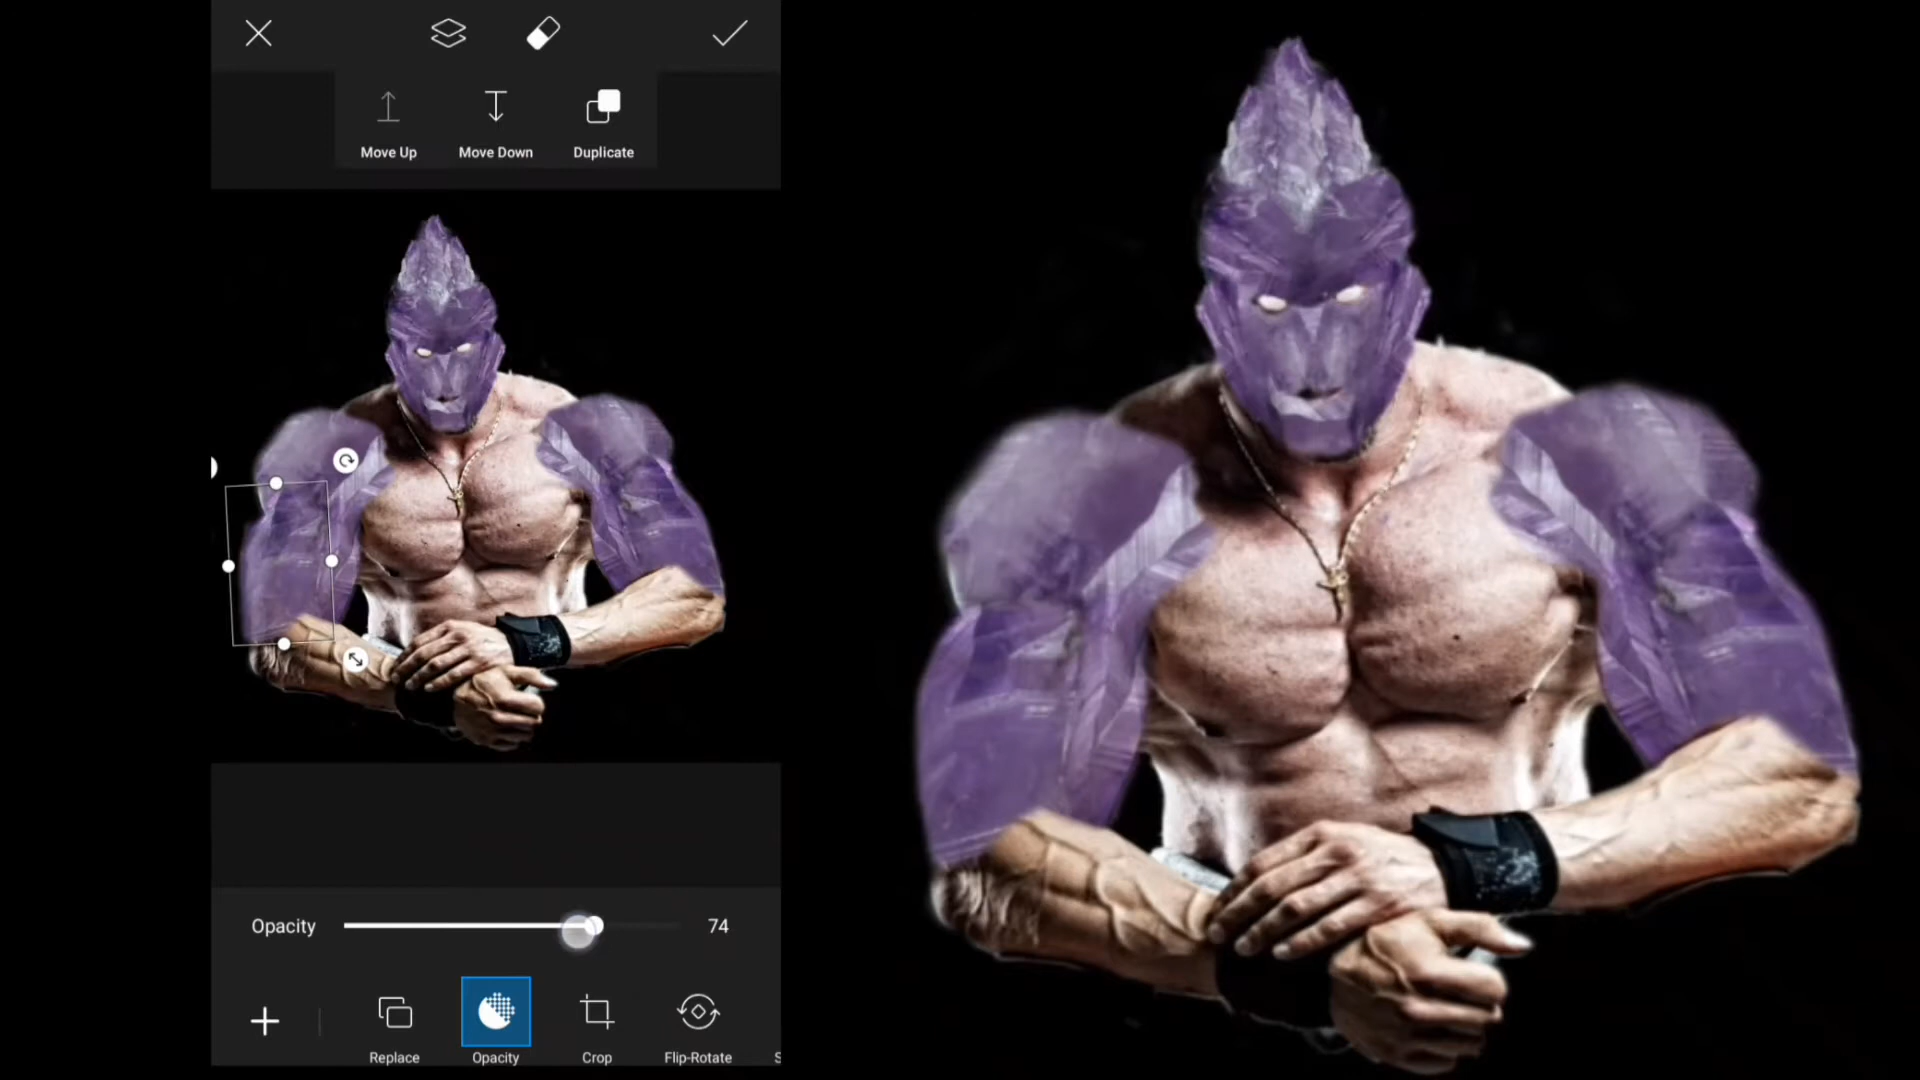 Move Up
Move Down
Duplicate
Opacity
74
Replace
Opacity
Crop
Flip-Rotate